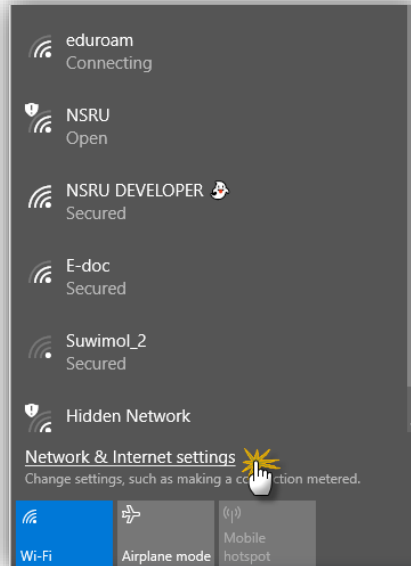 eduroam
Connecting
NSRU
Open
NSRU DEVELOPER 👻
Secured
E-doc
Secured
Suwimol_2
Secured
Hidden Network
Network & Internet settings
Change settings, such as making a connection metered.
Wi-Fi
Airplane mode
Mobile
hotspot